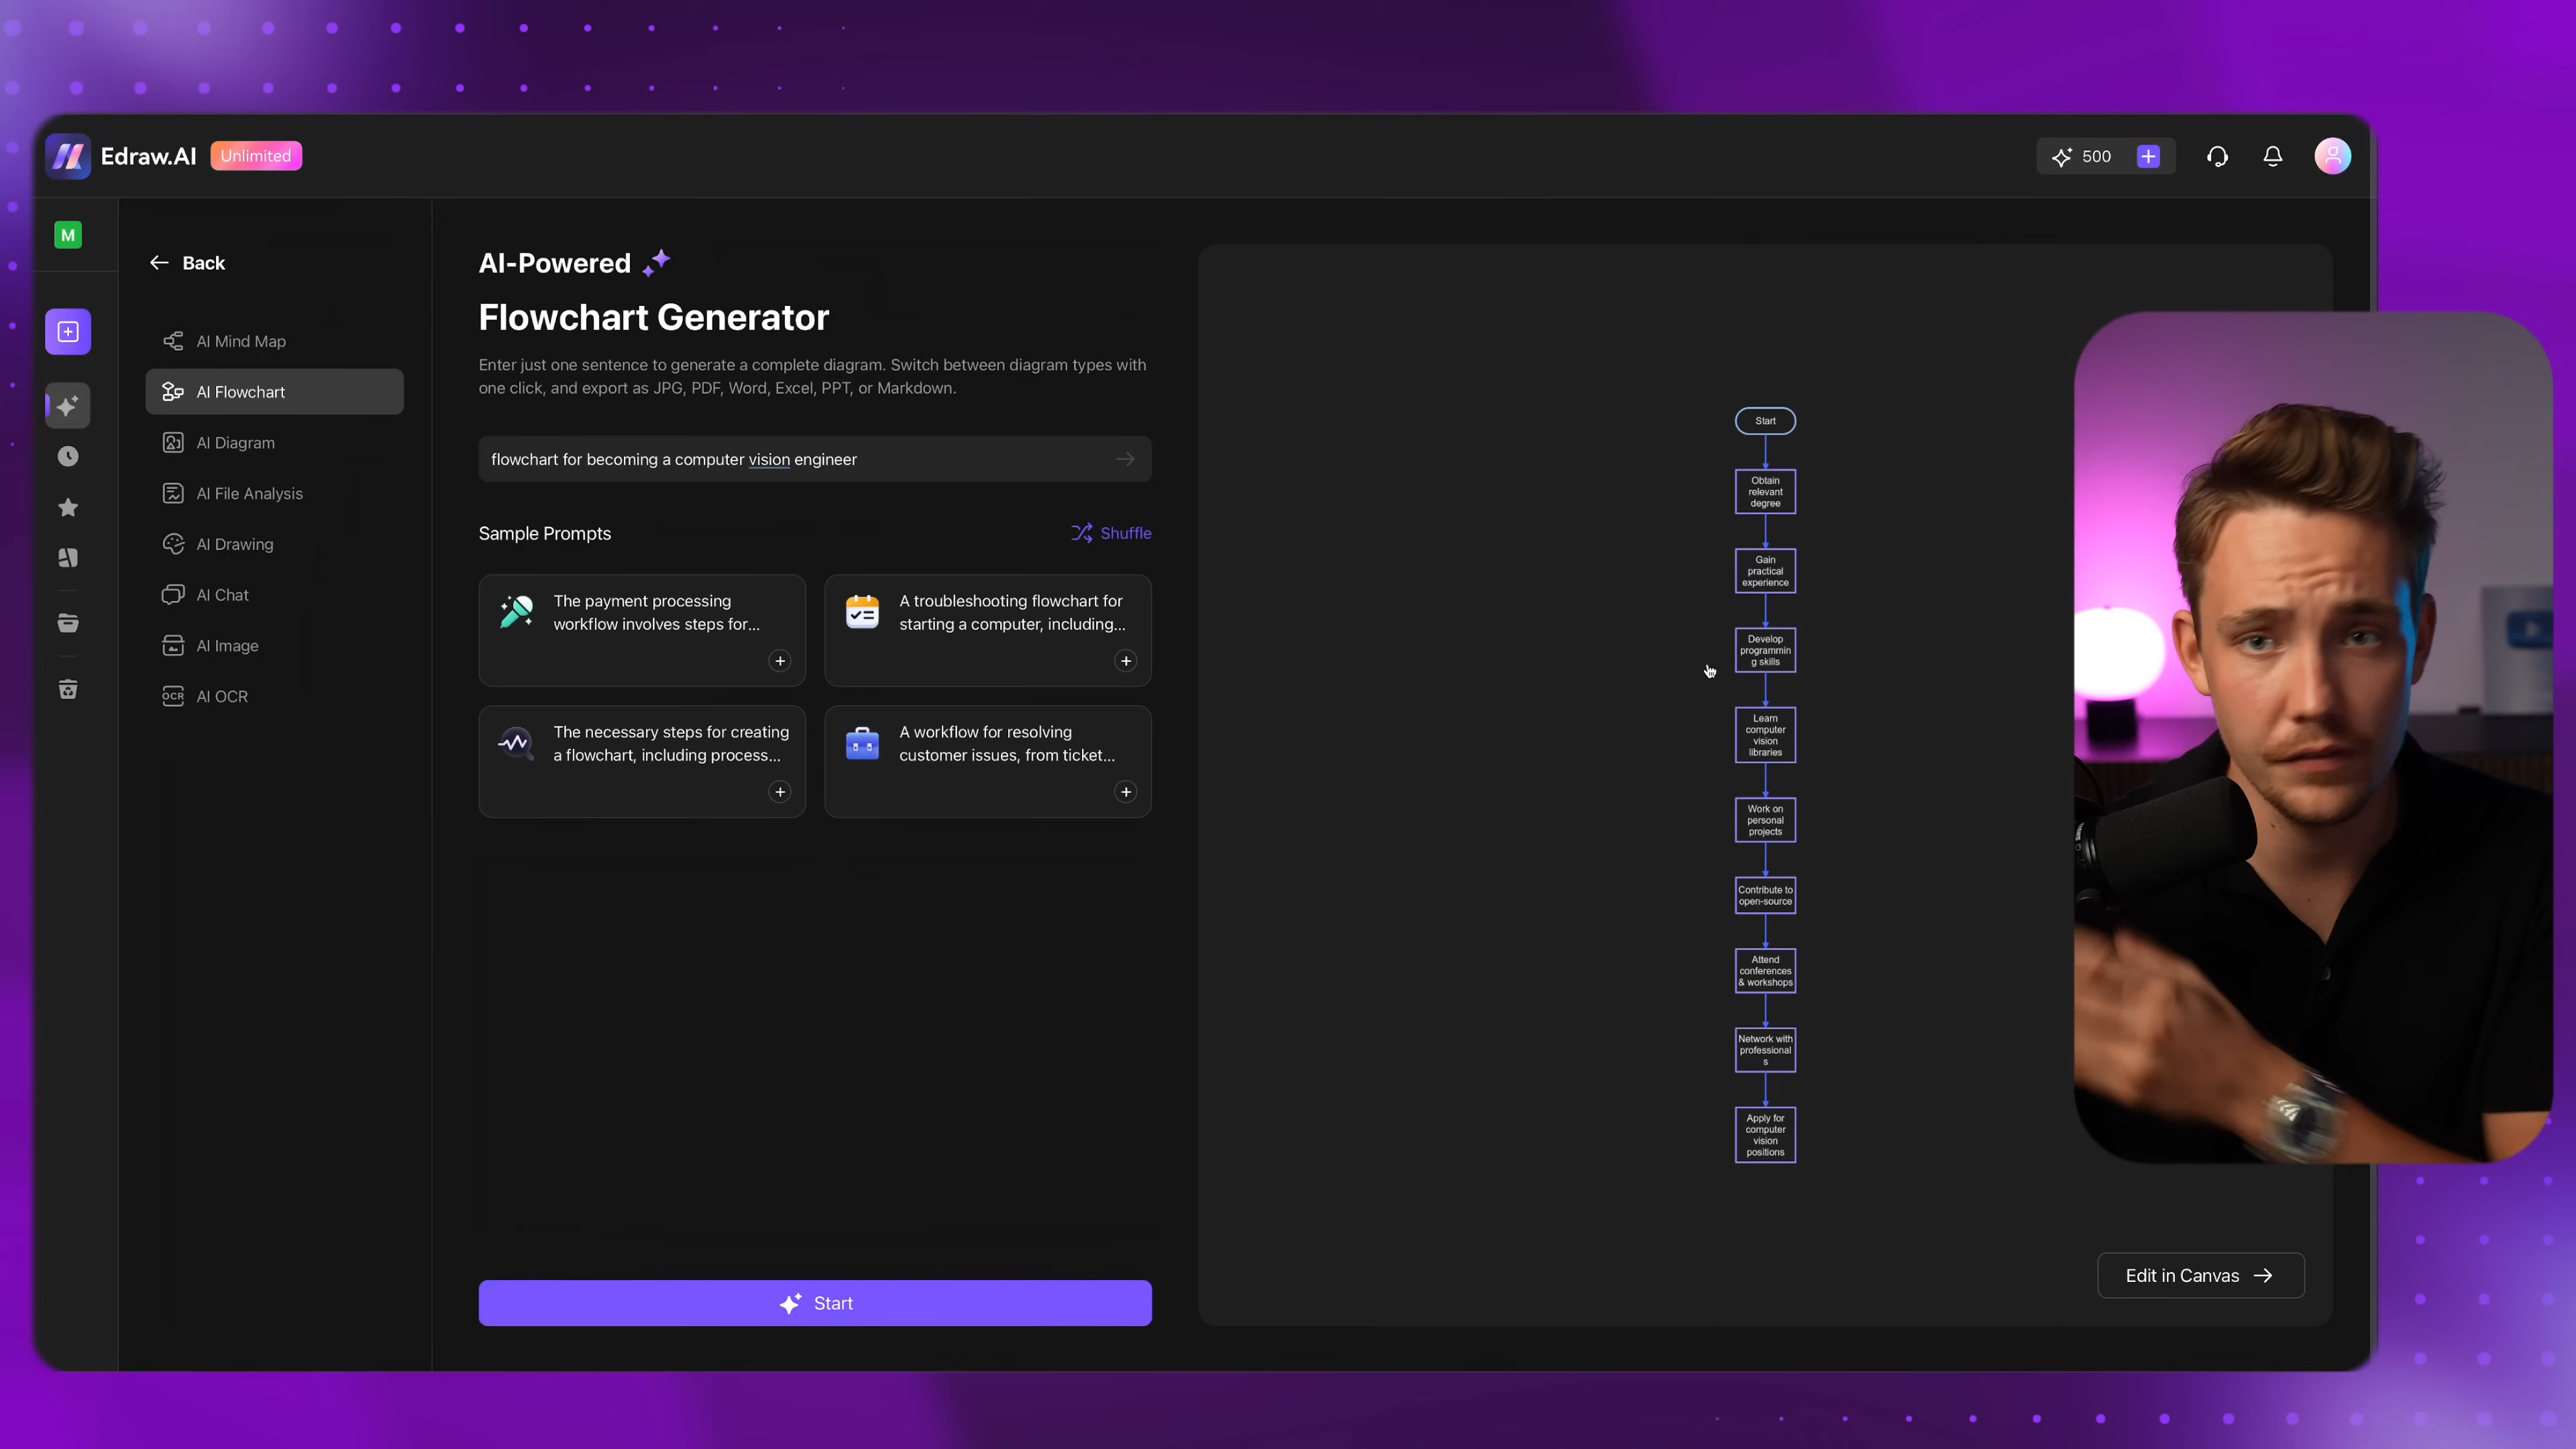 Edraw.AI
Unlimited
500
M
Back
AI Mind Map
AI Flowchart
AI Diagram
AI File Analysis
AI Drawing
AI Chat
AI Image
OCR
AI OCR
AI-Powered
Flowchart Generator
Enter just one sentence to generate a complete diagram. Switch between diagram types with
one click, and export as JPG, PDF, Word, Excel, PPT, or Markdown.
flowchart for becoming a computer vision engineer
Sample Prompts
Shuffle
The payment processing
workflow involves steps for...
A troubleshooting flowchart for
starting a computer, including...
The necessary steps for creating
a flowchart, including process...
A workflow for resolving
customer issues, from ticket...
Start
Start
Obtain
relevant
degree
Gain
practical
experience
Develop
programmin
g skills
Learn
computer
vision
libraries
Work on
personal
projects
Contribute to
open-source
Attend
conferences
& workshops
Network with
professional
s
Apply for
computer
vision
positions
Edit in Canvas